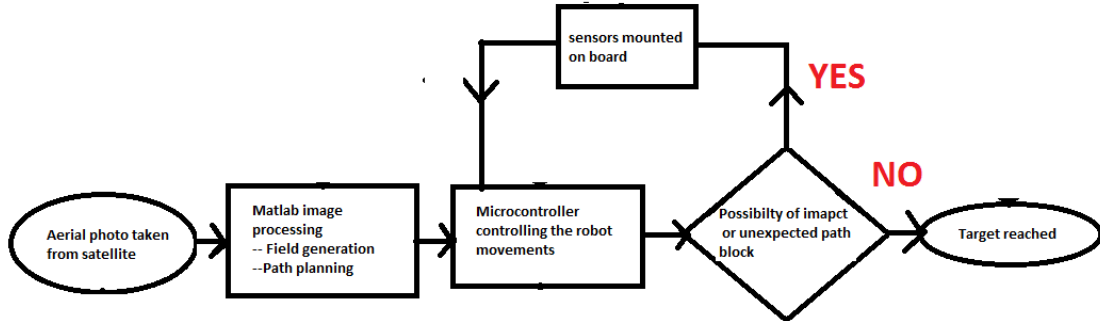 Aerial photo taken
from satellite
Matlab image
processing
-- Field generation
--Path planning
Microcontroller
controlling the robot
movements
sensors mounted
on board
YES
Possibilty of imapct
or unexpected path
block
NO
Target reached